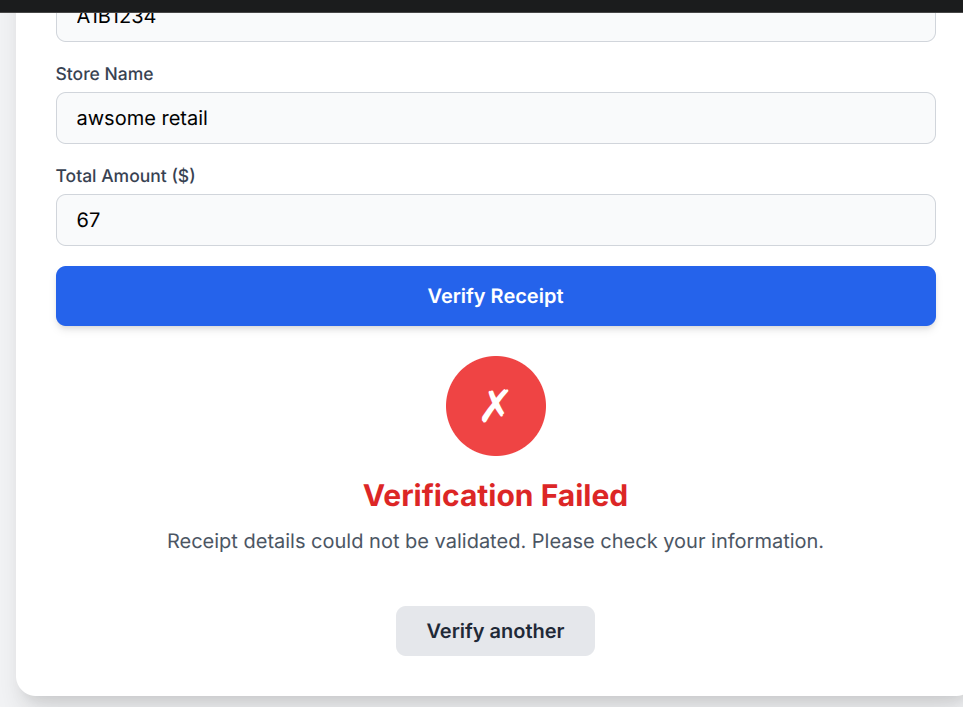 A1B1234
Store Name
awsome retail
Total Amount ($)
67
Verify Receipt
✗
Verification Failed
Receipt details could not be validated. Please check your information.
Verify another